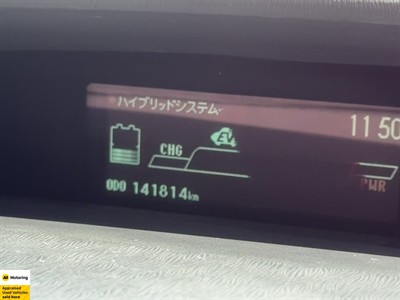 ハイブリッドシステム
11 50
EV
CHG
PWR
ODO 141814km
AA Motoring
Appraised
Used Vehicles
sold here